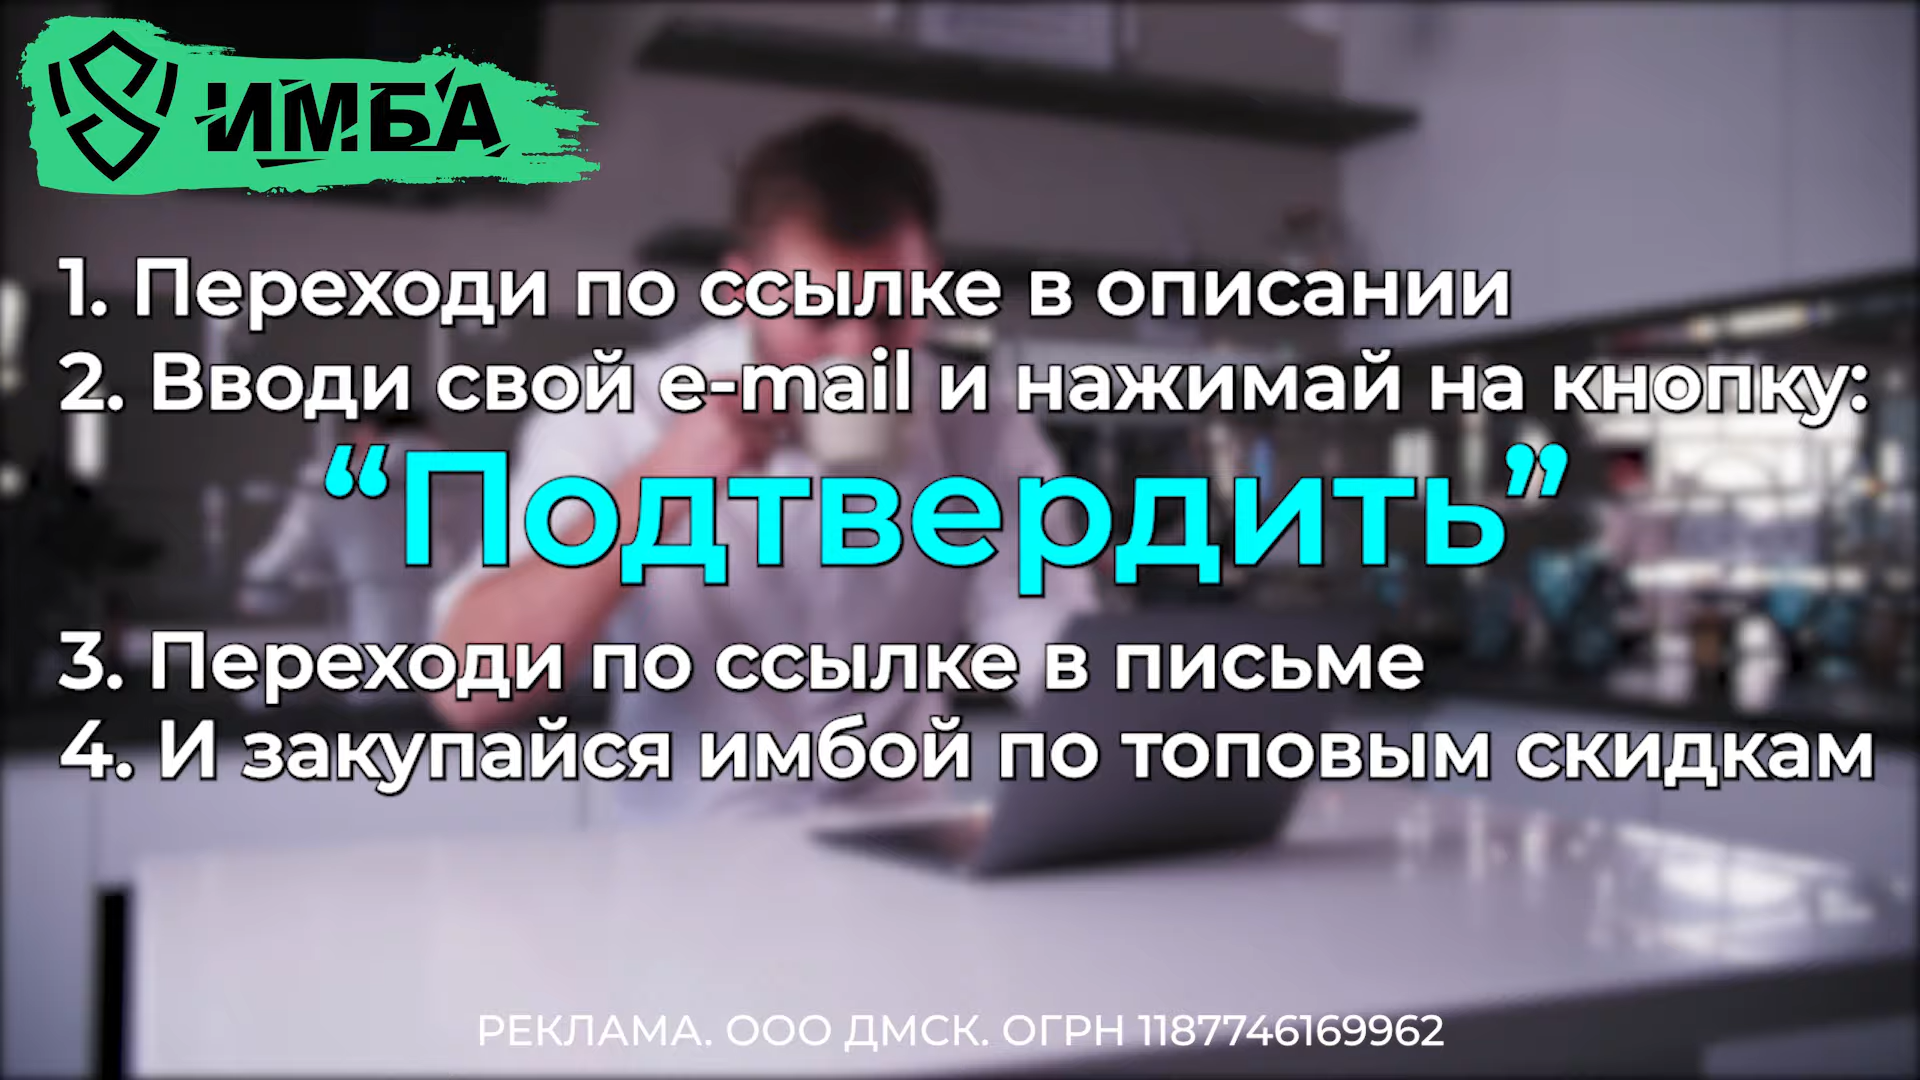 ИМБА
1. Переходи по ссылке в описании
2. Вводи свой e-mail и нажимай на кнопку:
“Подтвердить”
3. Переходи по ссылке в письме
4. И закупайся имбой по топовым скидкам
РЕКЛАМА. ООО ДМСК. ОГРН 1187746169962